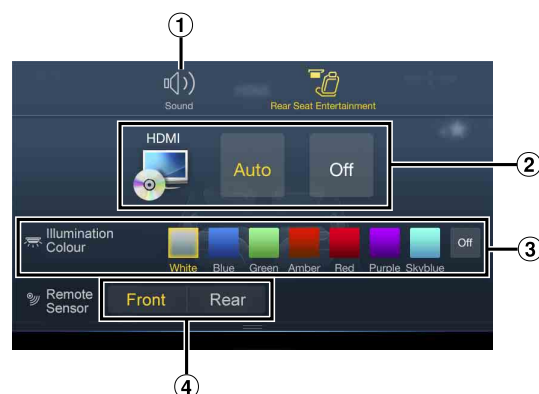 1
Sound
Rear Seat Entertainment
HDMI
Auto
Off
2
Illumination
Colour
White
Blue
Green
Amber
Red
Purple
Skyblue
Off
3
Remote
Sensor
Front
Rear
4